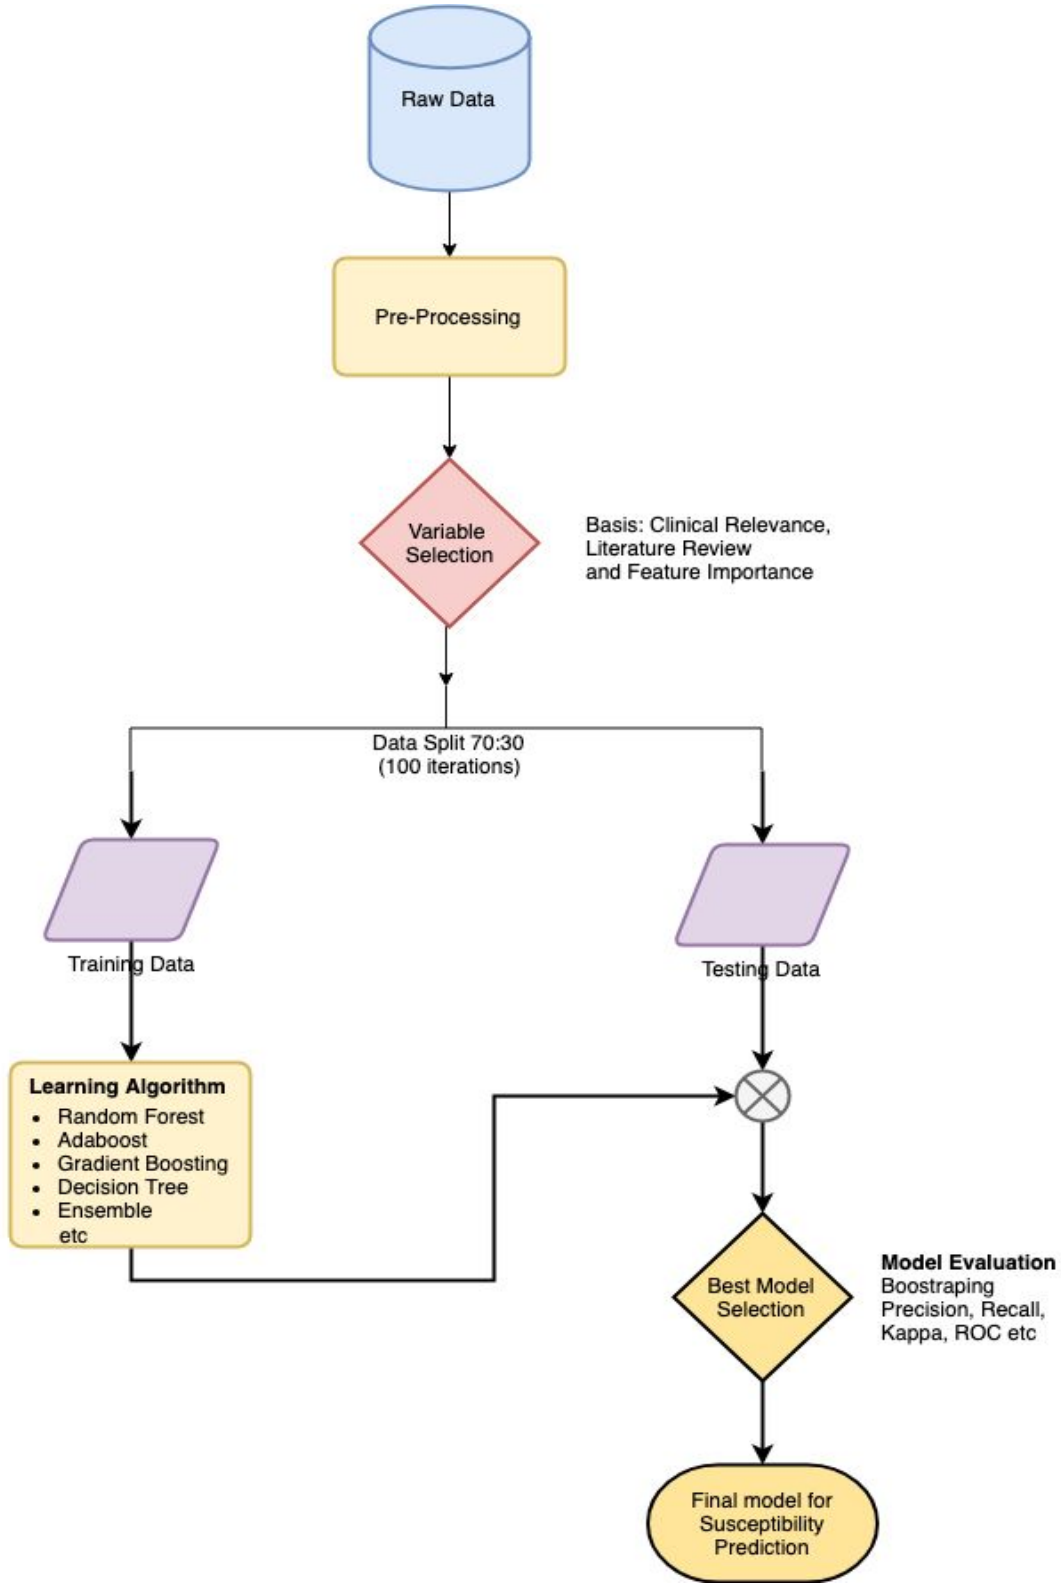 Raw Data
Pre-Processing
Variable
Selection
Basis: Clinical Relevance,
Literature Review
and Feature Importance
Data Split 70:30
(100 iterations)
Training Data
Testing Data
Learning Algorithm
• Random Forest
• Adaboost
• Gradient Boosting
• Decision Tree
• Ensemble
etc
Best Model
Selection
Model Evaluation
Boostraping
Precision, Recall,
Kappa, ROC etc
Final model for
Susceptibility
Prediction